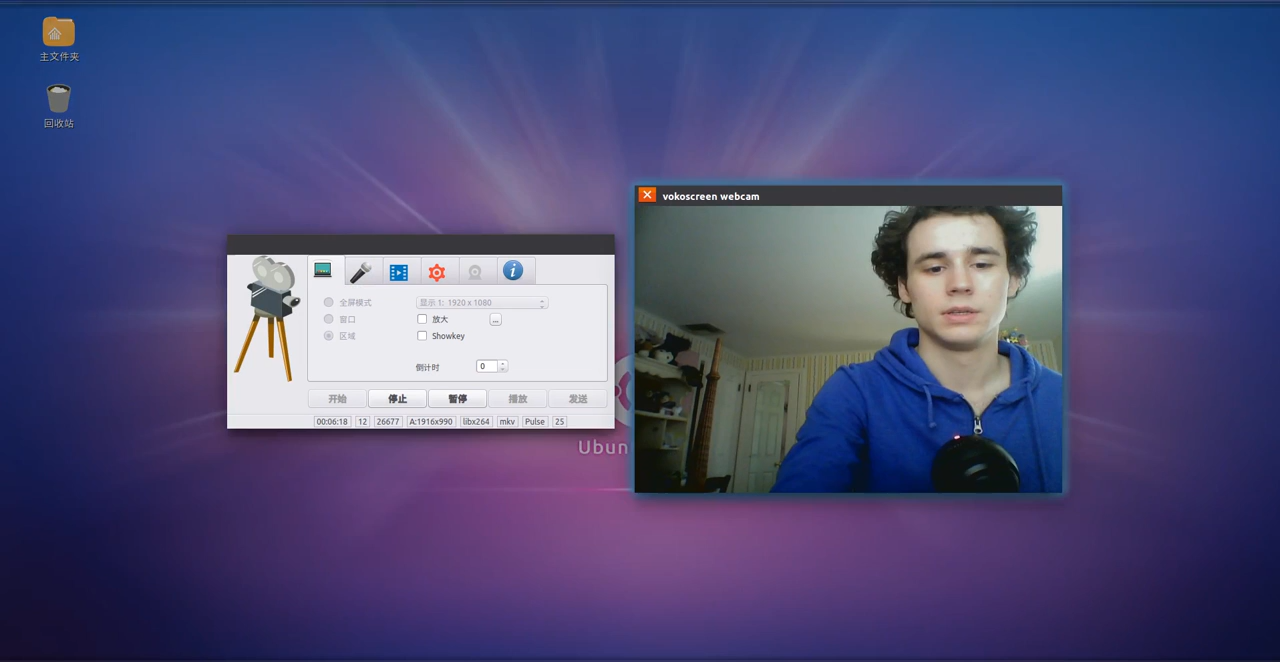 主文件夹
回收站
vokoscreen webcam
全屏模式
显示 1: 1920 x 1080
窗口
放大
...
区域
Showkey
倒计时
0
开始
停止
暂停
播放
发送
00:06:18
12
26677
A:1916x990
libx264
mkv
Pulse
25
Ubun